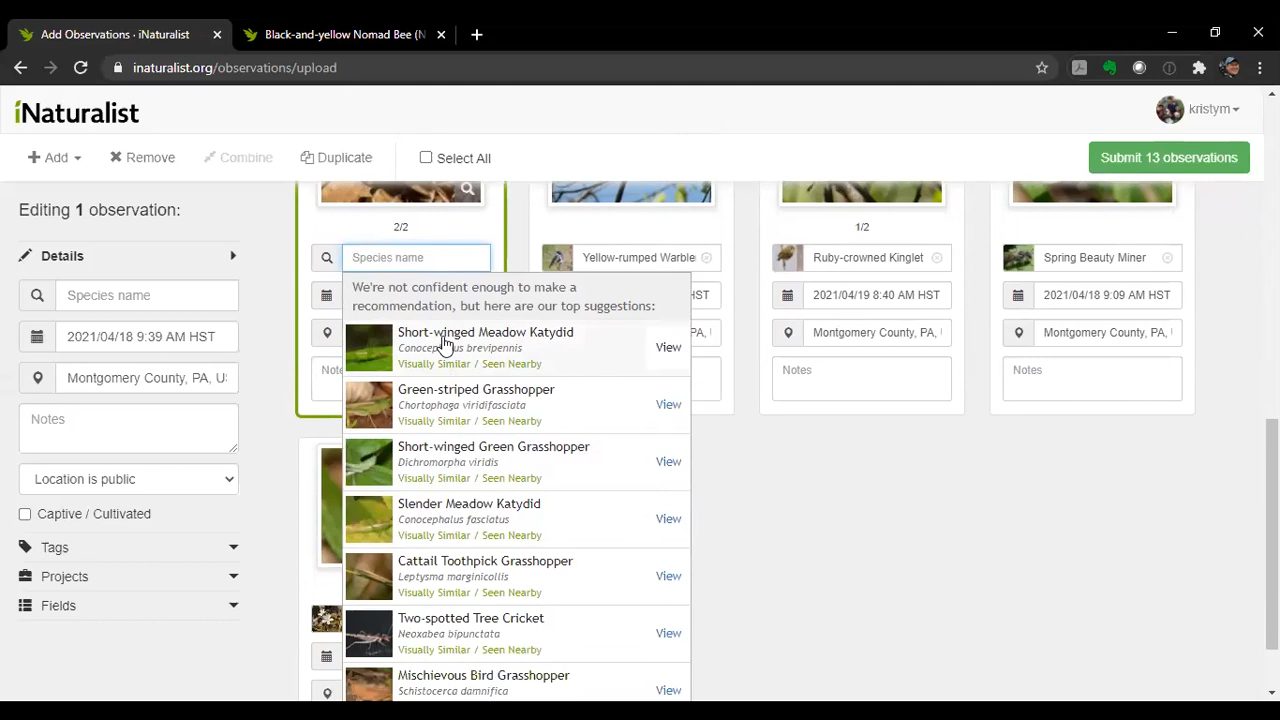 Add Observations · iNaturalist
Black-and-yellow Nomad Bee (N
inaturalist.org/observations/upload
iNaturalist
kristym
Add
Remove
Combine
Duplicate
Select All
Submit 13 observations
Editing 1 observation:
Details
Species name
2021/04/18 9:39 AM HST
Montgomery County, PA, US
Notes
Location is public
Captive / Cultivated
Tags
Projects
Fields
2/2
Species name
We're not confident enough to make a
recommendation, but here are our top suggestions:
Short-winged Meadow Katydid
Conocephalus brevipennis
Visually Similar / Seen Nearby
View
Green-striped Grasshopper
Chortophaga viridifasciata
Visually Similar / Seen Nearby
View
Short-winged Green Grasshopper
Dichromorpha viridis
Visually Similar / Seen Nearby
View
Slender Meadow Katydid
Conocephalus fasciatus
Visually Similar / Seen Nearby
View
Cattail Toothpick Grasshopper
Leptysma marginicollis
Visually Similar / Seen Nearby
View
Two-spotted Tree Cricket
Neoxabea bipunctata
Visually Similar / Seen Nearby
View
Mischievous Bird Grasshopper
Schistocerca damnifica
View
Note
Yellow-rumped Warble
HST
PA, U
1/2
Ruby-crowned Kinglet
2021/04/19 8:40 AM HST
Montgomery County, PA, U
Notes
Spring Beauty Miner
2021/04/19 9:09 AM HST
Montgomery County, PA, U
Notes